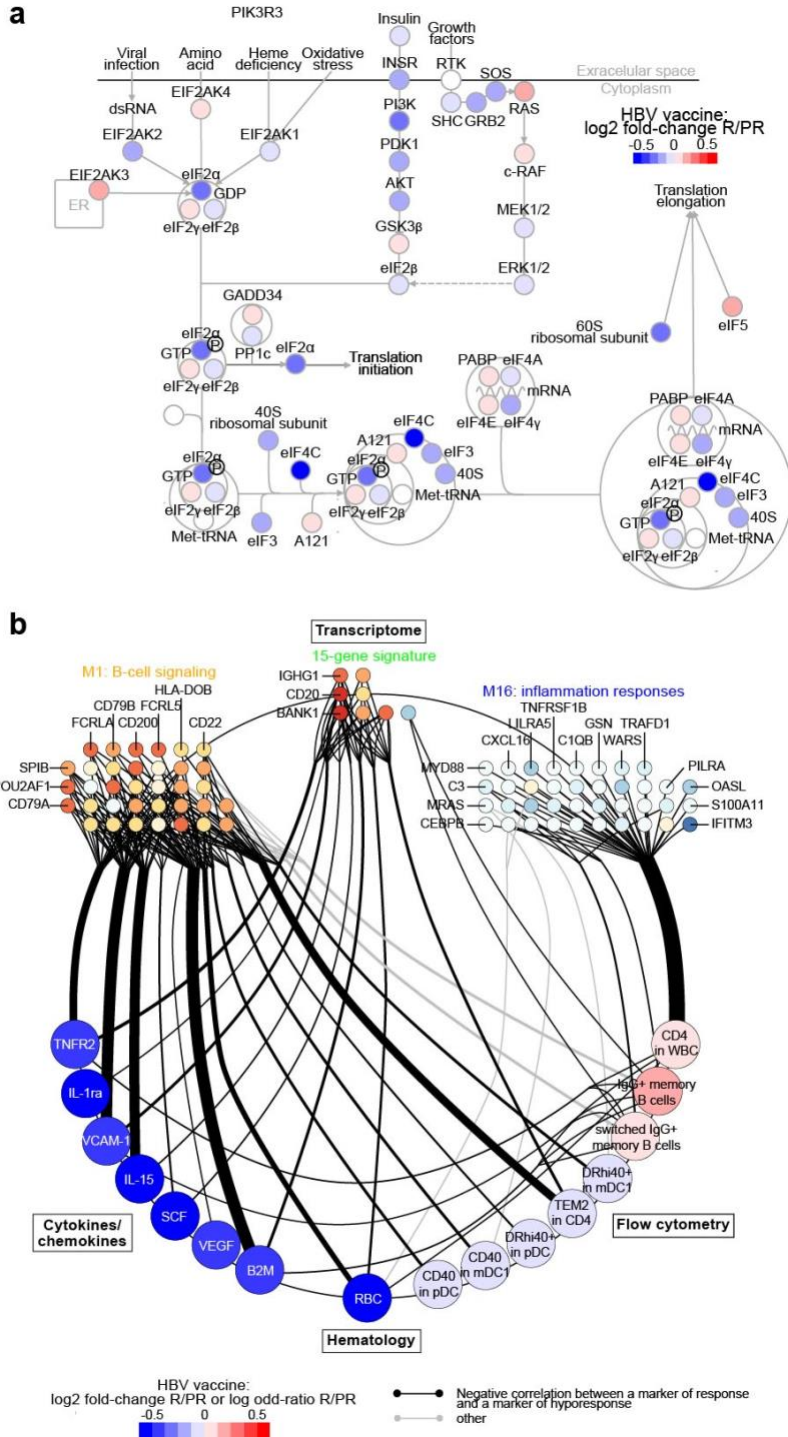 a
PIK3R3
Viral
infection
Amino
acid
Heme
deficiency
Oxidative
stress
Insulin
Growth
factors
INSR
RTK
SOS
Extracelular space
Cytoplasm
dsRNA
EIF2AK4
PI3K
SHC
GRB2
RAS
HBV vaccine:
log2 fold-change R/PR
-0.5
0
0.5
EIF2AK2
EIF2AK1
PDK1
c-RAF
EIF2AK3
ER
eIF2α
GDP
eIF2γ
eIF2β
AKT
MEK1/2
Translation
elongation
GSK3β
eIF2β
ERK1/2
GADD34
PP1c
eIF2α
P
GTP
eIF2γ
eIF2β
eIF2α
Translation
initiation
60S
ribosomal subunit
eIF5
PABP
eIF4A
mRNA
eIF4E
eIF4γ
PABP
eIF4A
mRNA
eIF4E
eIF4γ
40S
ribosomal subunit
eIF4C
eIF3
A121
eIF2α
P
GTP
eIF2γ
eIF2β
Met-tRNA
A121
eIF4C
eIF3
40S
eIF2α
P
GTP
eIF2γ
eIF2β
Met-tRNA
A121
eIF4C
eIF3
40S
eIF2α
P
GTP
eIF2γ
eIF2β
Met-tRNA
b
Transcriptome
15-gene signature
IGHG1
CD20
BANK1
M1: B-cell signaling
HLA-DOB
CD79B
FCRL5
FCRLA
CD200
CD22
SPIB
POU2AF1
CD79A
M16: inflammation responses
TNFRSF1B
LILRA5
GSN
TRAFD1
CXCL16
C1QB
WARS
MYD88
PILRA
C3
OASL
MRAS
S100A11
CEBPB
IFITM3
TNFR2
IL-1ra
VCAM-1
IL-15
SCF
VEGF
B2M
RBC
CD40
in pDC
CD40
in mDC1
DRhi40+
in pDC
TEM2
in CD4
DRhi40+
in mDC1
switched IgG+
memory B cells
IgG+ memory
B cells
CD4
in WBC
Cytokines/
chemokines
Flow cytometry
Hematology
HBV vaccine:
log2 fold-change R/PR or log odd-ratio R/PR
-0.5
0
0.5
Negative correlation between a marker of response
and a marker of hyporesponse
other